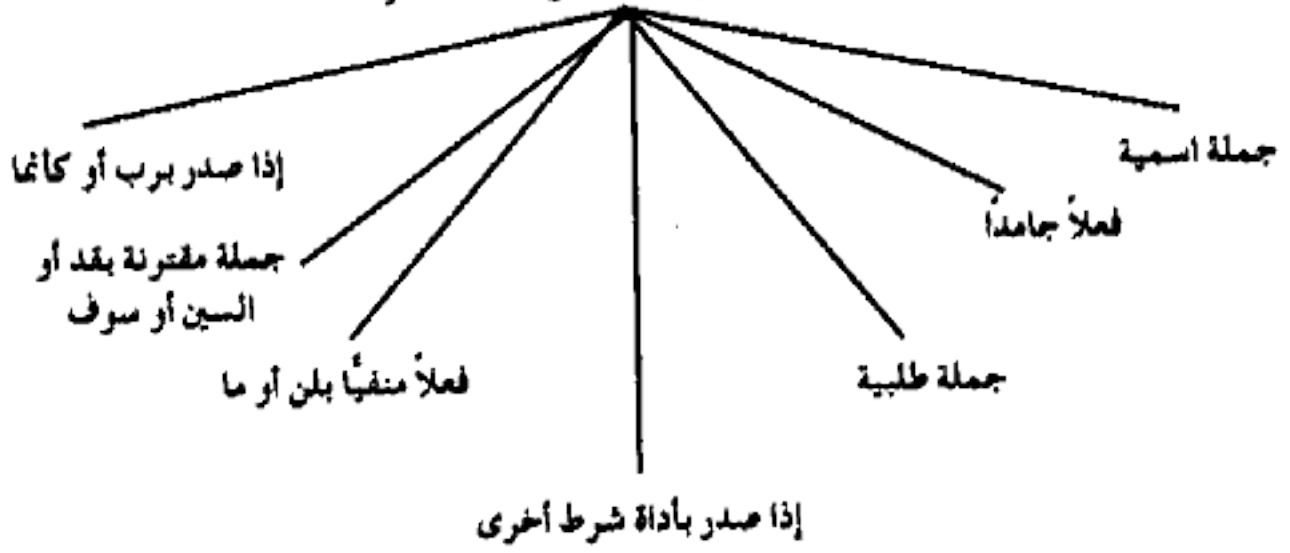 جملة اسمية
فعلاً جامداً
جملة طلبية
إذا صدر بأداة شرط أخرى
فعلاً منفيًّا بلن أو ما
جملة مقترنة بقد أو
السين أو سوف
إذا صدر برب أو كأنما